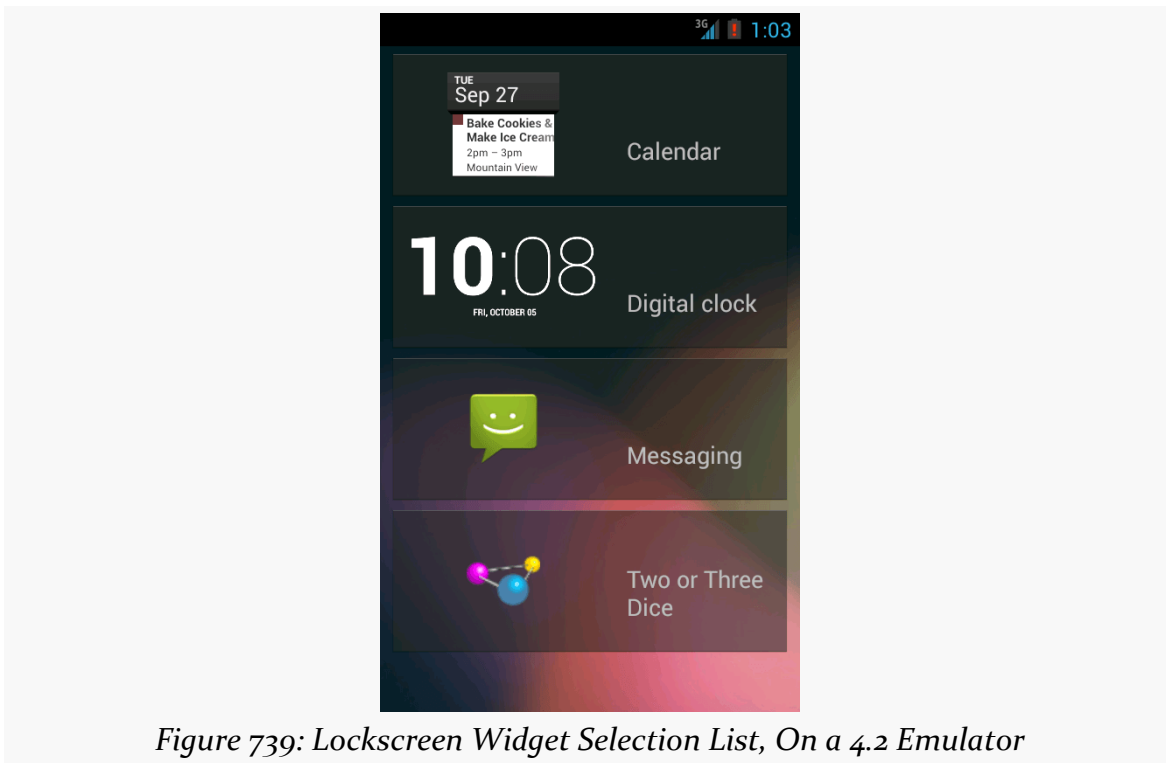 3G 1:03
TUE
Sep 27
Bake Cookies &
Make Ice Cream
2pm – 3pm
Mountain View
Calendar
10:08
FRI, OCTOBER 05
Digital clock
Messaging
Two or Three
Dice
Figure 739: Lockscreen Widget Selection List, On a 4.2 Emulator